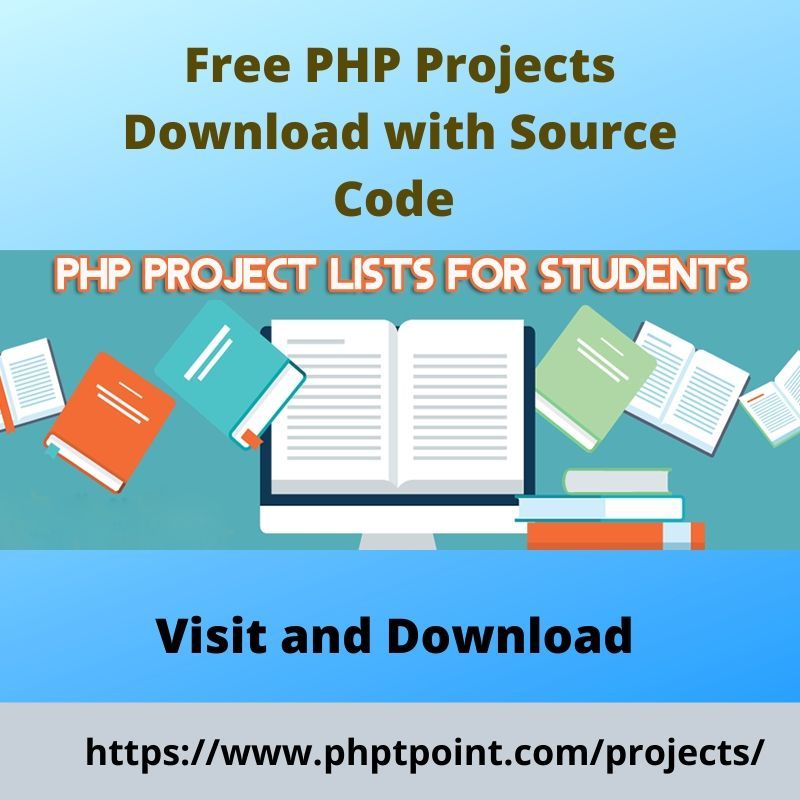 Free PHP Projects
Download with Source
Code
PHP PROJECT LISTS FOR STUDENTS
Visit and Download
https://www.phptpoint.com/projects/